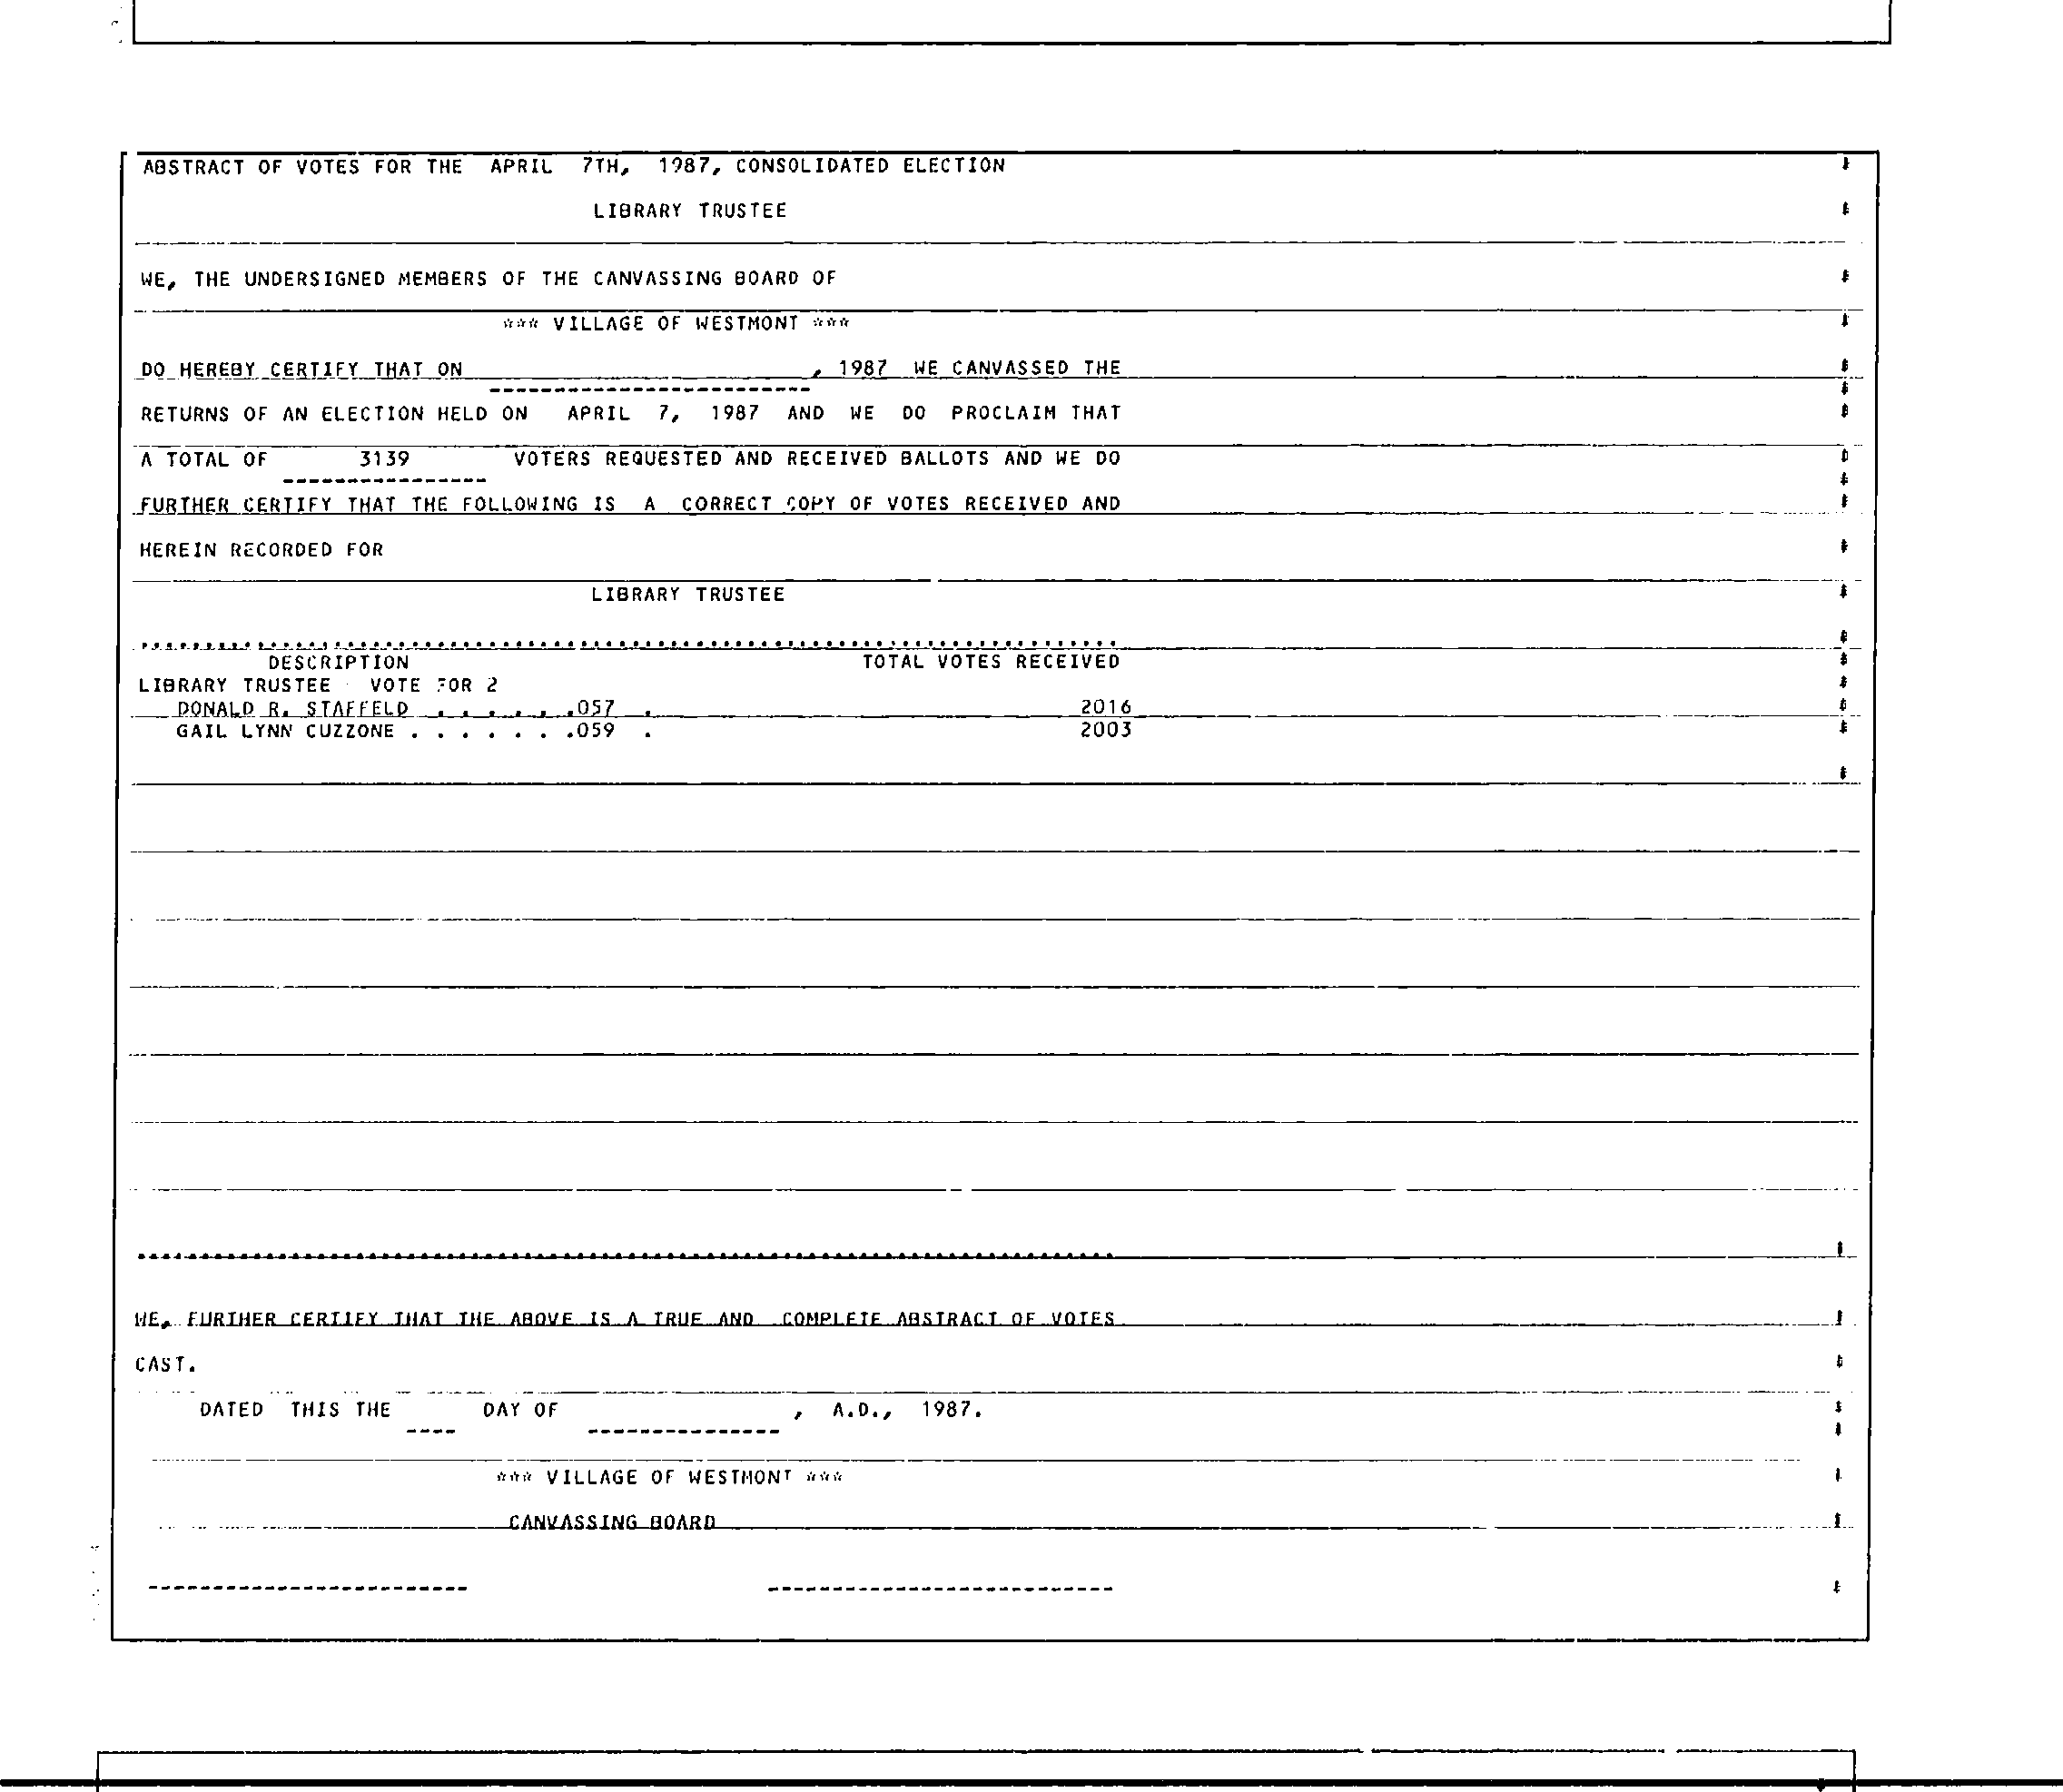 ABSTRACT OF VOTES FOR THE APRIL 7TH, 1987, CONSOLIDATED ELECTION
LIBRARY TRUSTEE
WE, THE UNDERSIGNED MEMBERS OF THE CANVASSING BOARD OF
*** VILLAGE OF WESTMONT ***
DO HEREBY CERTIFY THAT ON , 1987 WE CANVASSED THE
RETURNS OF AN ELECTION HELD ON APRIL 7, 1987 AND WE DO PROCLAIM THAT
A TOTAL OF 3139 VOTERS REQUESTED AND RECEIVED BALLOTS AND WE DO
FURTHER CERTIFY THAT THE FOLLOWING IS A CORRECT COPY OF VOTES RECEIVED AND
HEREIN RECORDED FOR
LIBRARY TRUSTEE
DESCRIPTION TOTAL VOTES RECEIVED
LIBRARY TRUSTEE VOTE FOR 2
DONALD R. STAFFELD . . . . . .057 . 2016
GAIL LYNN CUZZONE . . . . . . .059 . 2003
WE, FURTHER CERTIFY THAT THE ABOVE IS A TRUE AND COMPLETE ABSTRACT OF VOTES
CAST.
DATED THIS THE ____ DAY OF _______________, A.D., 1987.
*** VILLAGE OF WESTMONT ***
CANVASSING BOARD